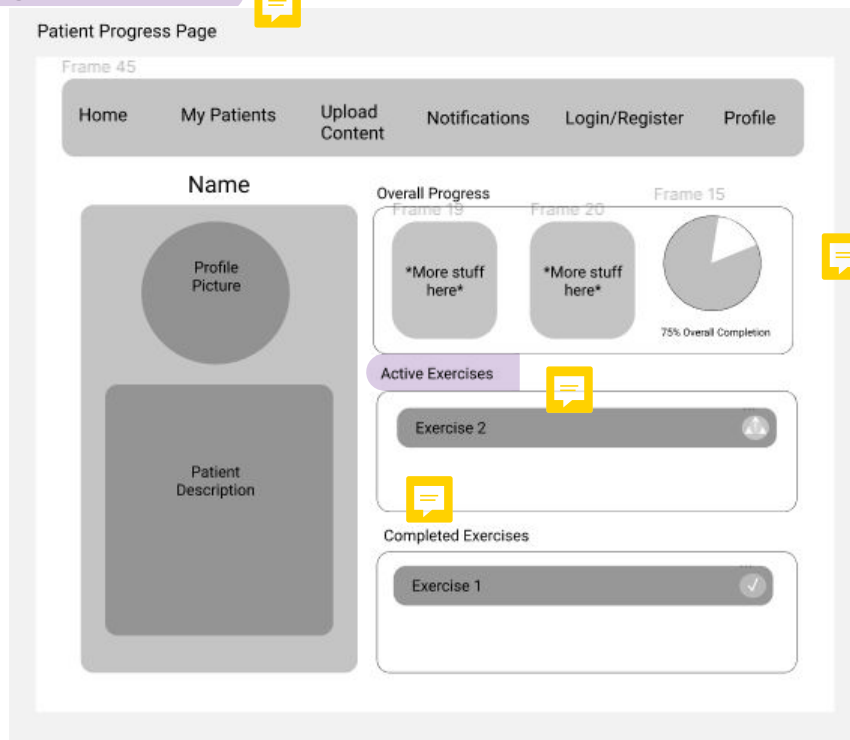 Patient Progress Page
Frame 45
Home
My Patients
Upload
Content
Notifications
Login/Register
Profile
Name
Profile
Picture
Patient
Description
Overall Progress
Frame 19
Frame 20
Frame 15
*More stuff
here*
*More stuff
here*
75% Overall Completion
Active Exercises
Exercise 2
Completed Exercises
Exercise 1